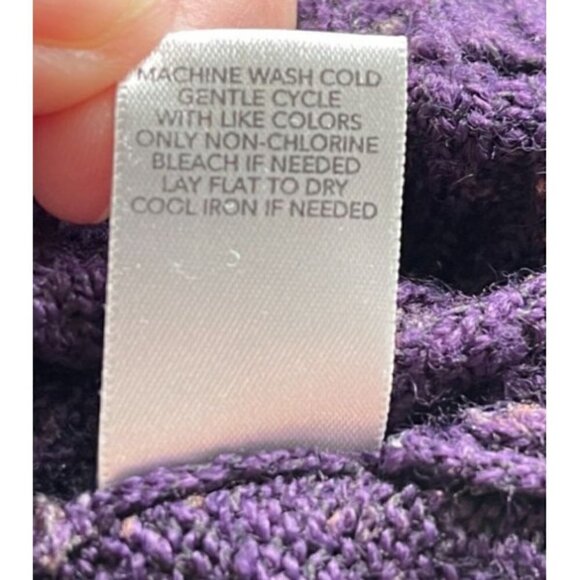 MACHINE WASH COLD
GENTLE CYCLE
WITH LIKE COLORS
ONLY NON-CHLORINE
BLEACH IF NEEDED
LAY FLAT TO DRY
COOL IRON IF NEEDED